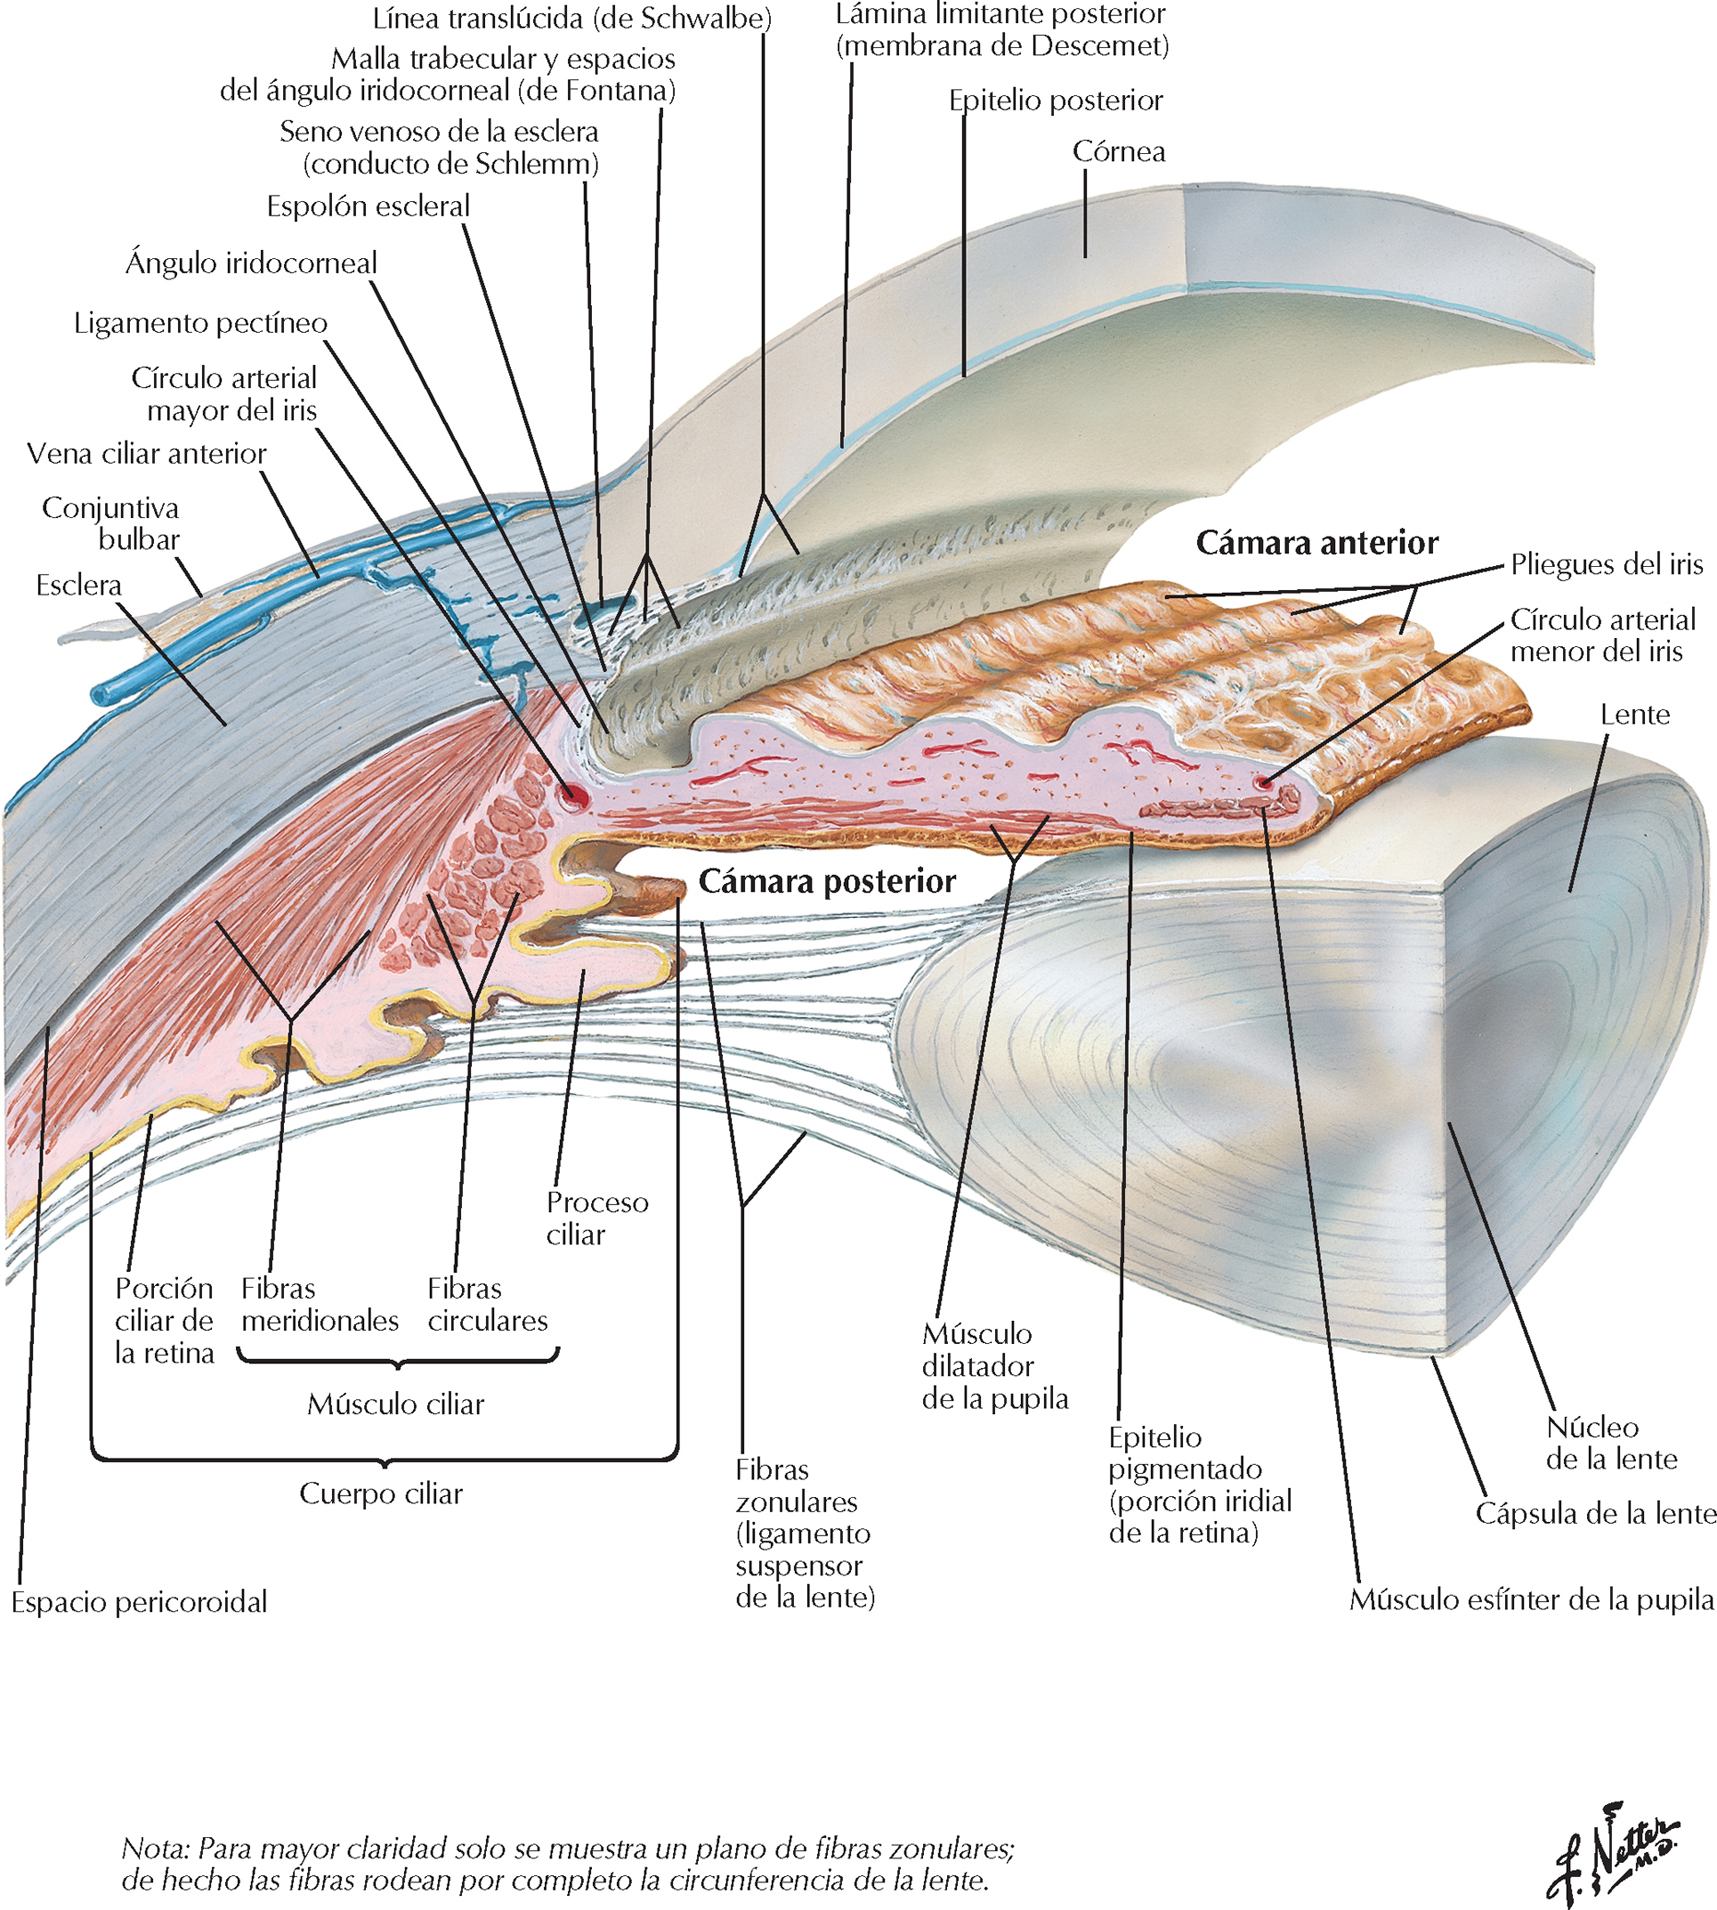 Línea translúcida (de Schwalbe)
Malla trabecular y espacios
del ángulo iridocorneal (de Fontana)
Seno venoso de la esclera
(conducto de Schlemm)
Espolón escleral
Ángulo iridocorneal
Ligamento pectíneo
Círculo arterial
mayor del iris
Vena ciliar anterior
Conjuntiva
bulbar
Esclera
Lámina limitante posterior
(membrana de Descemet)
Epitelio posterior
Córnea
Cámara anterior
Pliegues del iris
Círculo arterial
menor del iris
Lente
Cámara posterior
Proceso
ciliar
Porción
ciliar de
la retina
Fibras
meridionales
Fibras
circulares
Músculo ciliar
Cuerpo ciliar
Espacio pericoroidal
Fibras
zonulares
(ligamento
suspensor
de la lente)
Músculo
dilatador
de la pupila
Epitelio
pigmentado
(porción iridial
de la retina)
Núcleo
de la lente
Cápsula de la lente
Músculo esfínter de la pupila
Nota: Para mayor claridad solo se muestra un plano de fibras zonulares;
de hecho las fibras rodean por completo la circunferencia de la lente.
F. Netter
M.D.